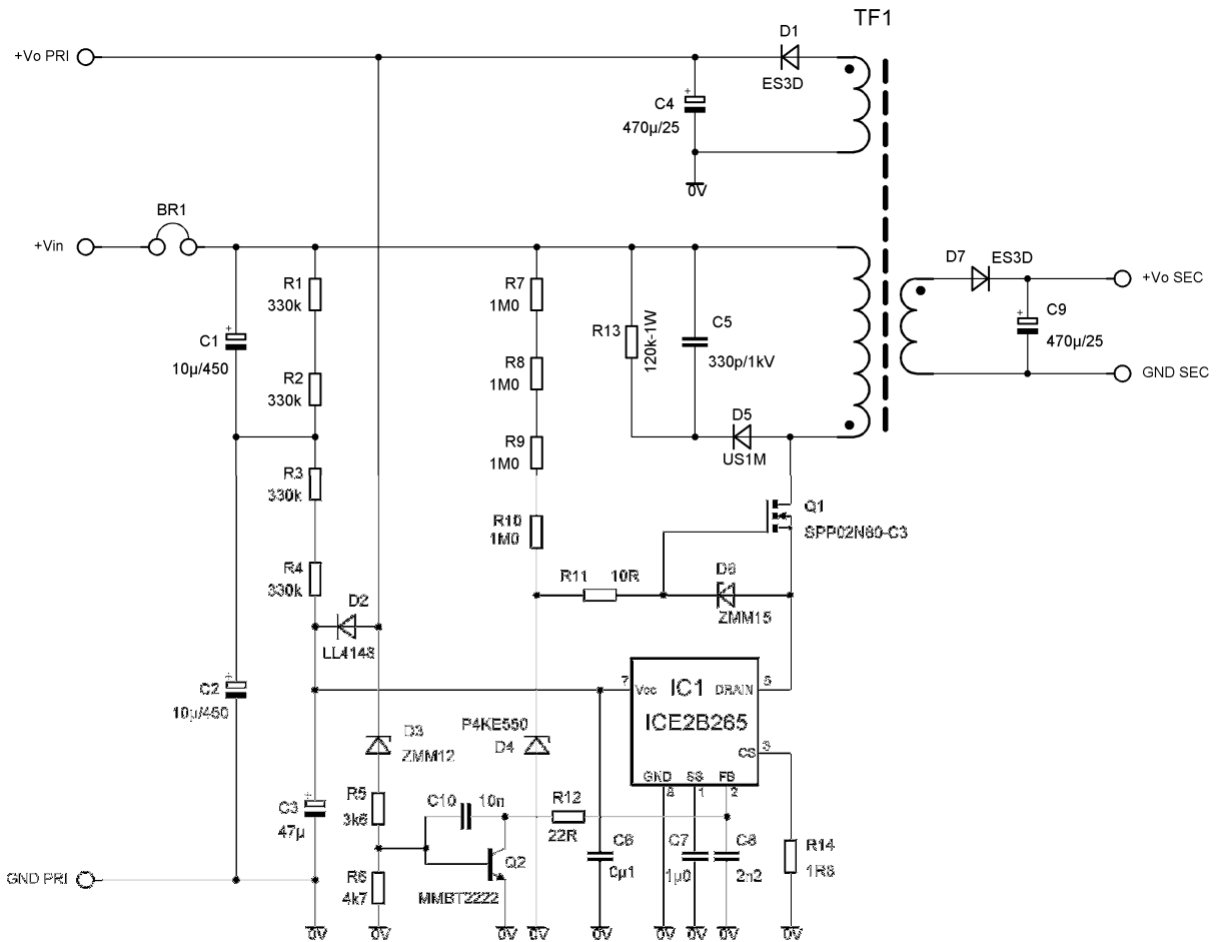 TF1
+Vo PRI
D1
ES3D
C4
470µ/25
0V
BR1
+Vin
D7
ES3D
+Vo SEC
R1
330k
R7
1M0
C1
10µ/450
R13
120k-1W
C5
330p/1kV
C9
470µ/25
R8
1M0
R2
330k
GND SEC
D5
US1M
R9
1M0
R3
330k
Q1
SPP02N80-C3
R10
1M0
R4
330k
R11
10R
D6
ZMM15
D2
LL4148
C2
10µ/450
7
Vcc
IC1
DRAIN
5
ICE2B265
P4KE550
D4
D3
ZMM12
CS
3
GND
SS
FB
8
1
2
C3
47µ
R5
3k6
C10
10n
R12
22R
C6
0µ1
C7
1µ0
C8
2n2
R14
1R8
Q2
MMBT2222
GND PRI
R6
4k7
0V
0V
0V
0V
0V
0V
0V
0V
0V